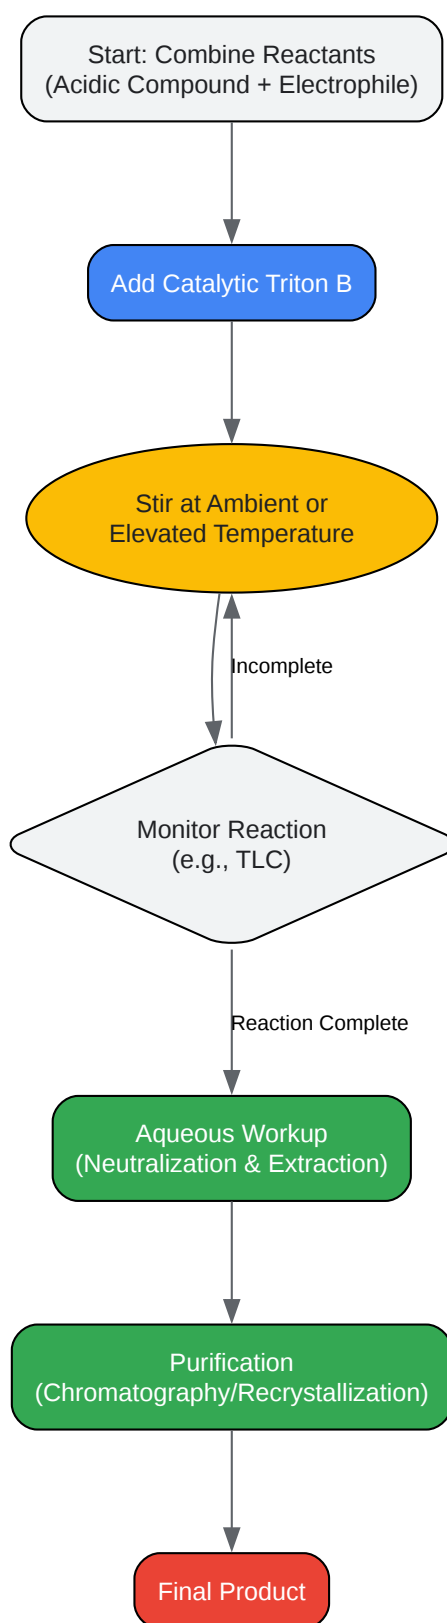 Start: Combine Reactants
(Acidic Compound + Electrophile)
Add Catalytic Triton B
Stir at Ambient or
Elevated Temperature
Incomplete
Monitor Reaction
(e.g., TLC)
Reaction Complete
Aqueous Workup
(Neutralization & Extraction)
Purification
(Chromatography/Recrystallization)
Final Product